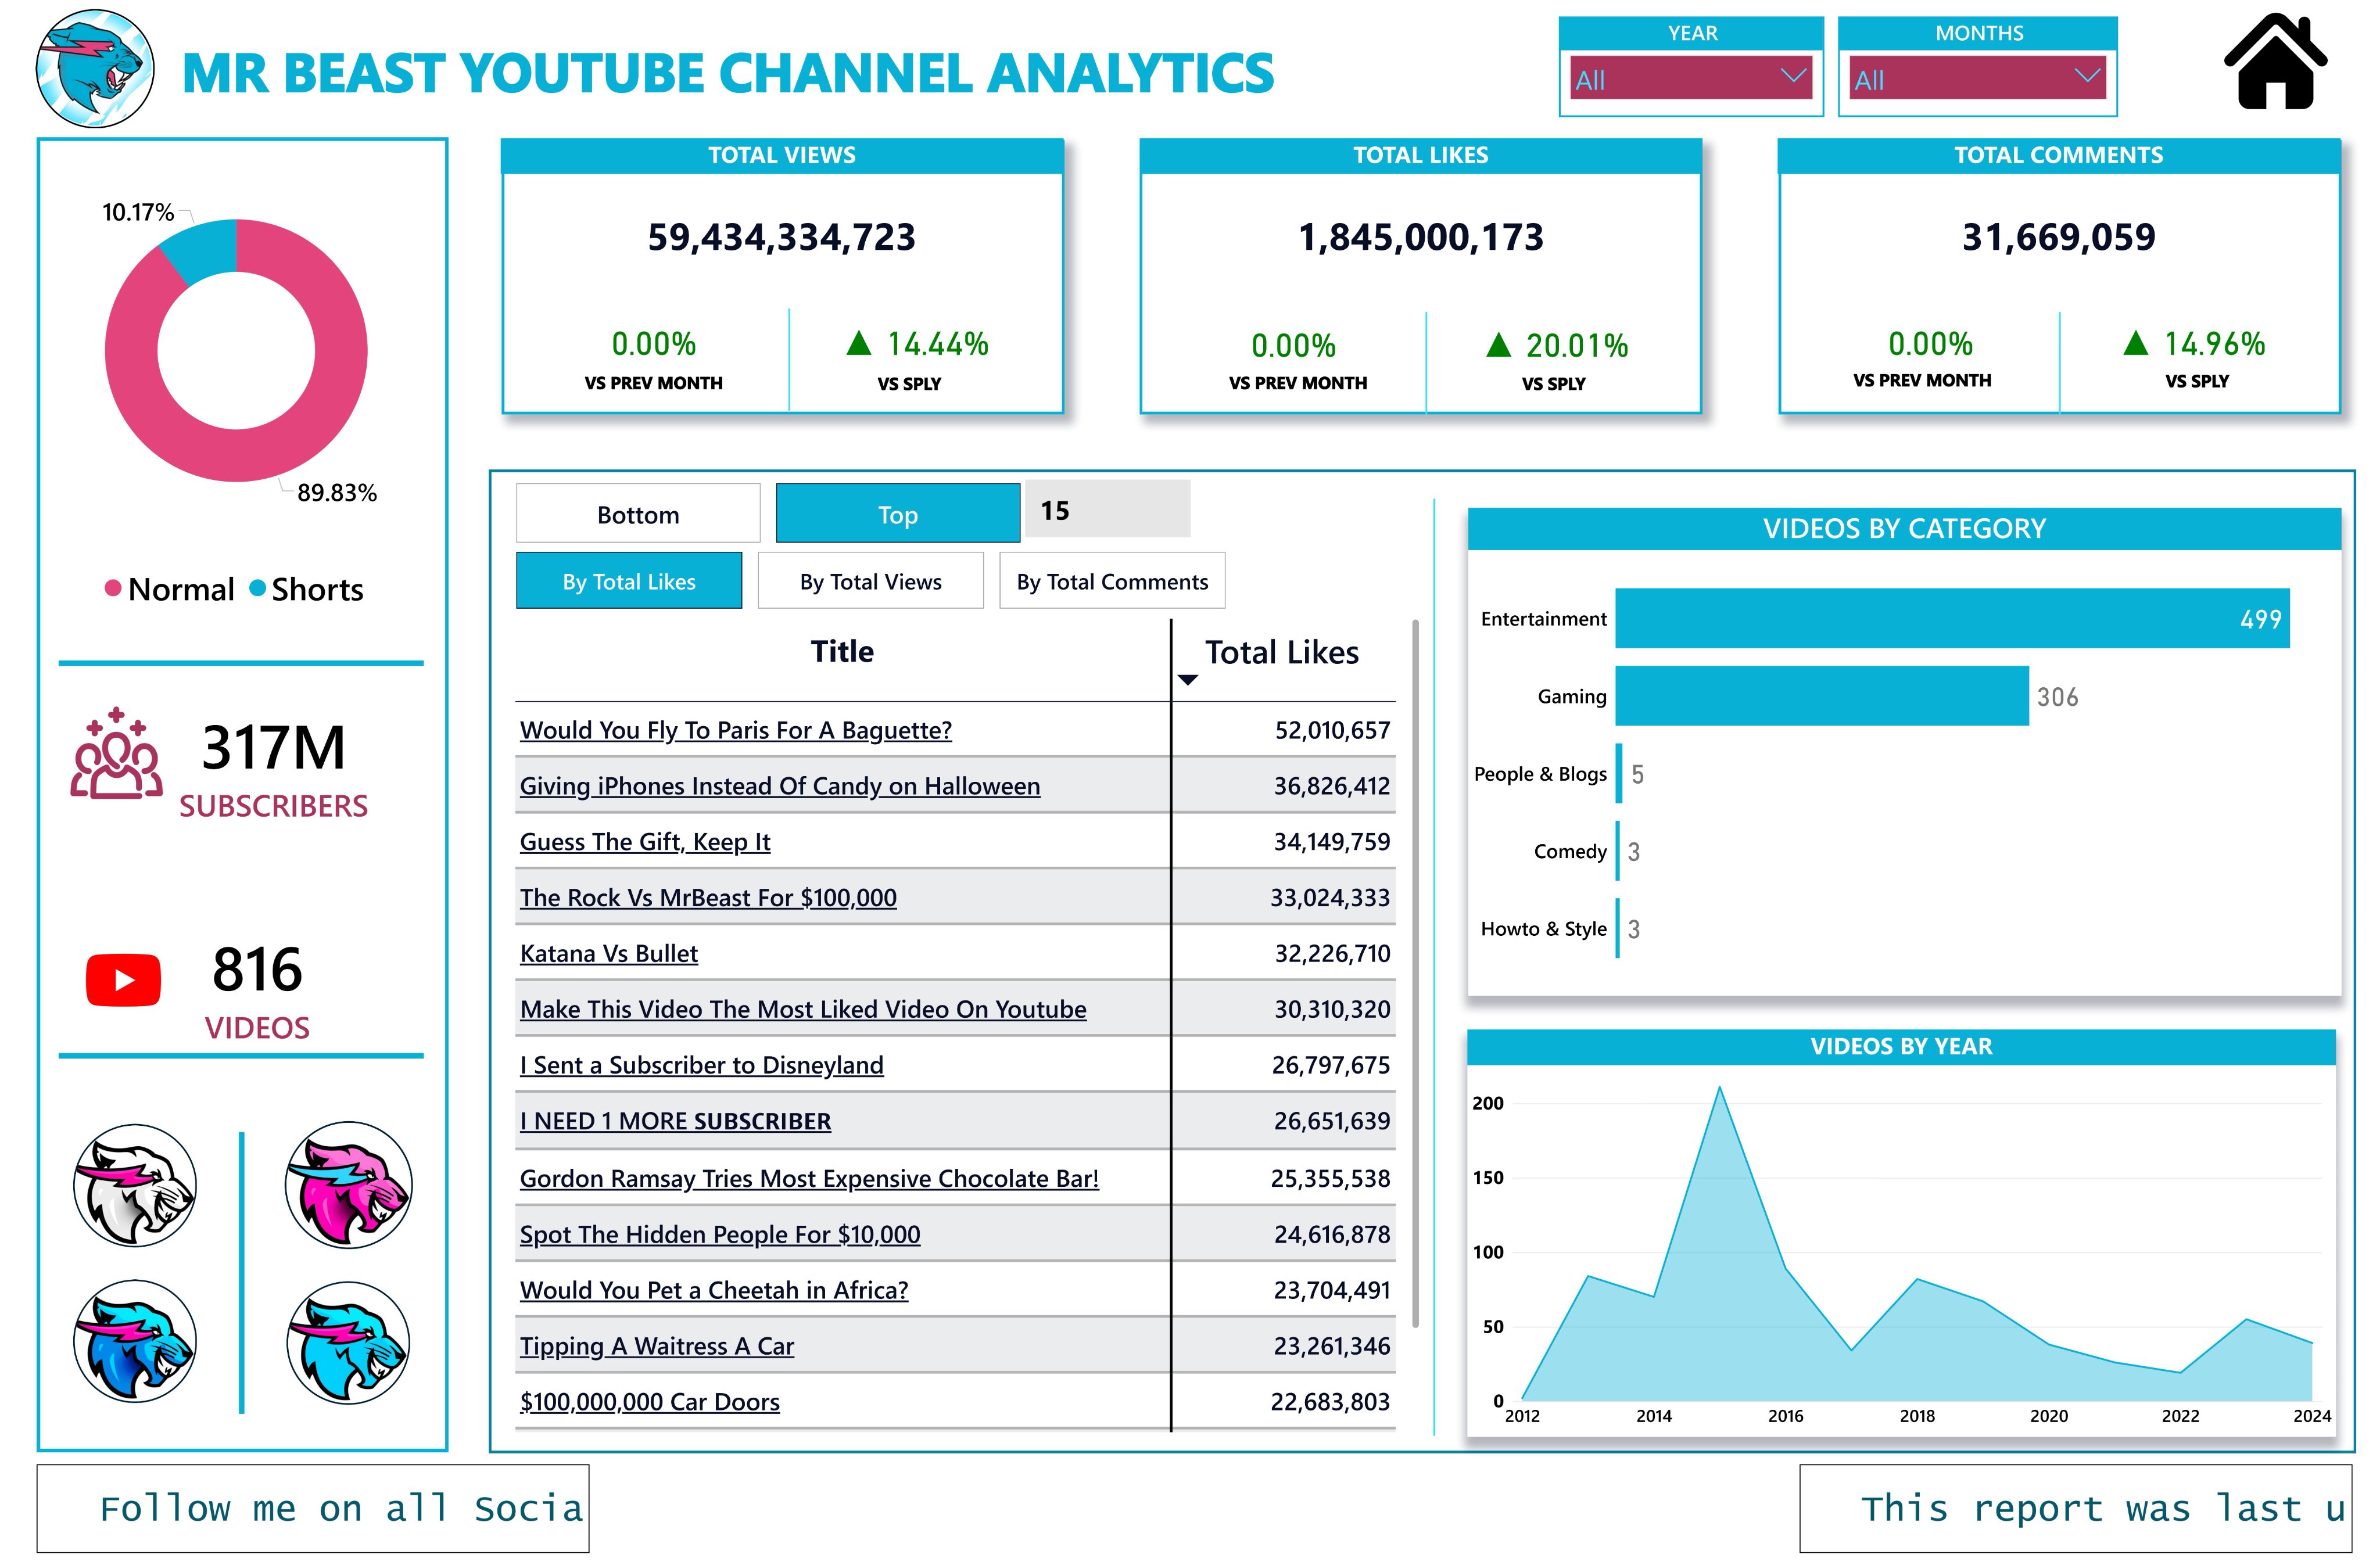 MR BEAST YOUTUBE CHANNEL ANALYTICS
YEAR
All
MONTHS
All
10.17%
89.83%
Normal Shorts
317M
SUBSCRIBERS
816
VIDEOS
TOTAL VIEWS
59,434,334,723
0.00%
VS PREV MONTH
▲ 14.44%
VS SPLY
TOTAL LIKES
1,845,000,173
0.00%
VS PREV MONTH
▲ 20.01%
VS SPLY
TOTAL COMMENTS
31,669,059
0.00%
VS PREV MONTH
▲ 14.96%
VS SPLY
Bottom Top 15
By Total Likes By Total Views By Total Comments
Title Total Likes
Would You Fly To Paris For A Baguette? 52,010,657
Giving iPhones Instead Of Candy on Halloween 36,826,412
Guess The Gift, Keep It 34,149,759
The Rock Vs MrBeast For $100,000 33,024,333
Katana Vs Bullet 32,226,710
Make This Video The Most Liked Video On Youtube 30,310,320
I Sent a Subscriber to Disneyland 26,797,675
I NEED 1 MORE SUBSCRIBER 26,651,639
Gordon Ramsay Tries Most Expensive Chocolate Bar! 25,355,538
Spot The Hidden People For $10,000 24,616,878
Would You Pet a Cheetah in Africa? 23,704,491
Tipping A Waitress A Car 23,261,346
$100,000,000 Car Doors 22,683,803
VIDEOS BY CATEGORY
Entertainment 499
Gaming 306
People & Blogs 5
Comedy 3
Howto & Style 3
VIDEOS BY YEAR
200
150
100
50
0
2012 2014 2016 2018 2020 2022 2024
Follow me on all Socia
This report was last u